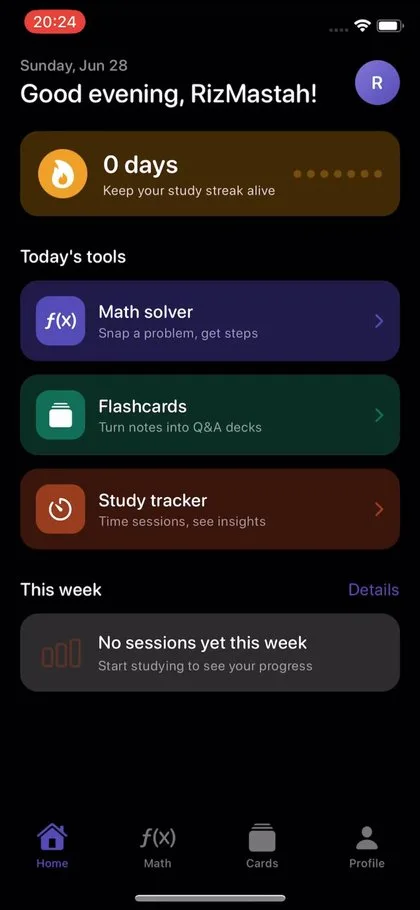 20:24
Sunday, Jun 28
Good evening, RizMastah!
R
0 days
Keep your study streak alive
Today's tools
f(x)
Math solver
Snap a problem, get steps
Flashcards
Turn notes into Q&A decks
Study tracker
Time sessions, see insights
This week
Details
No sessions yet this week
Start studying to see your progress
f(x)
Home
Math
Cards
Profile